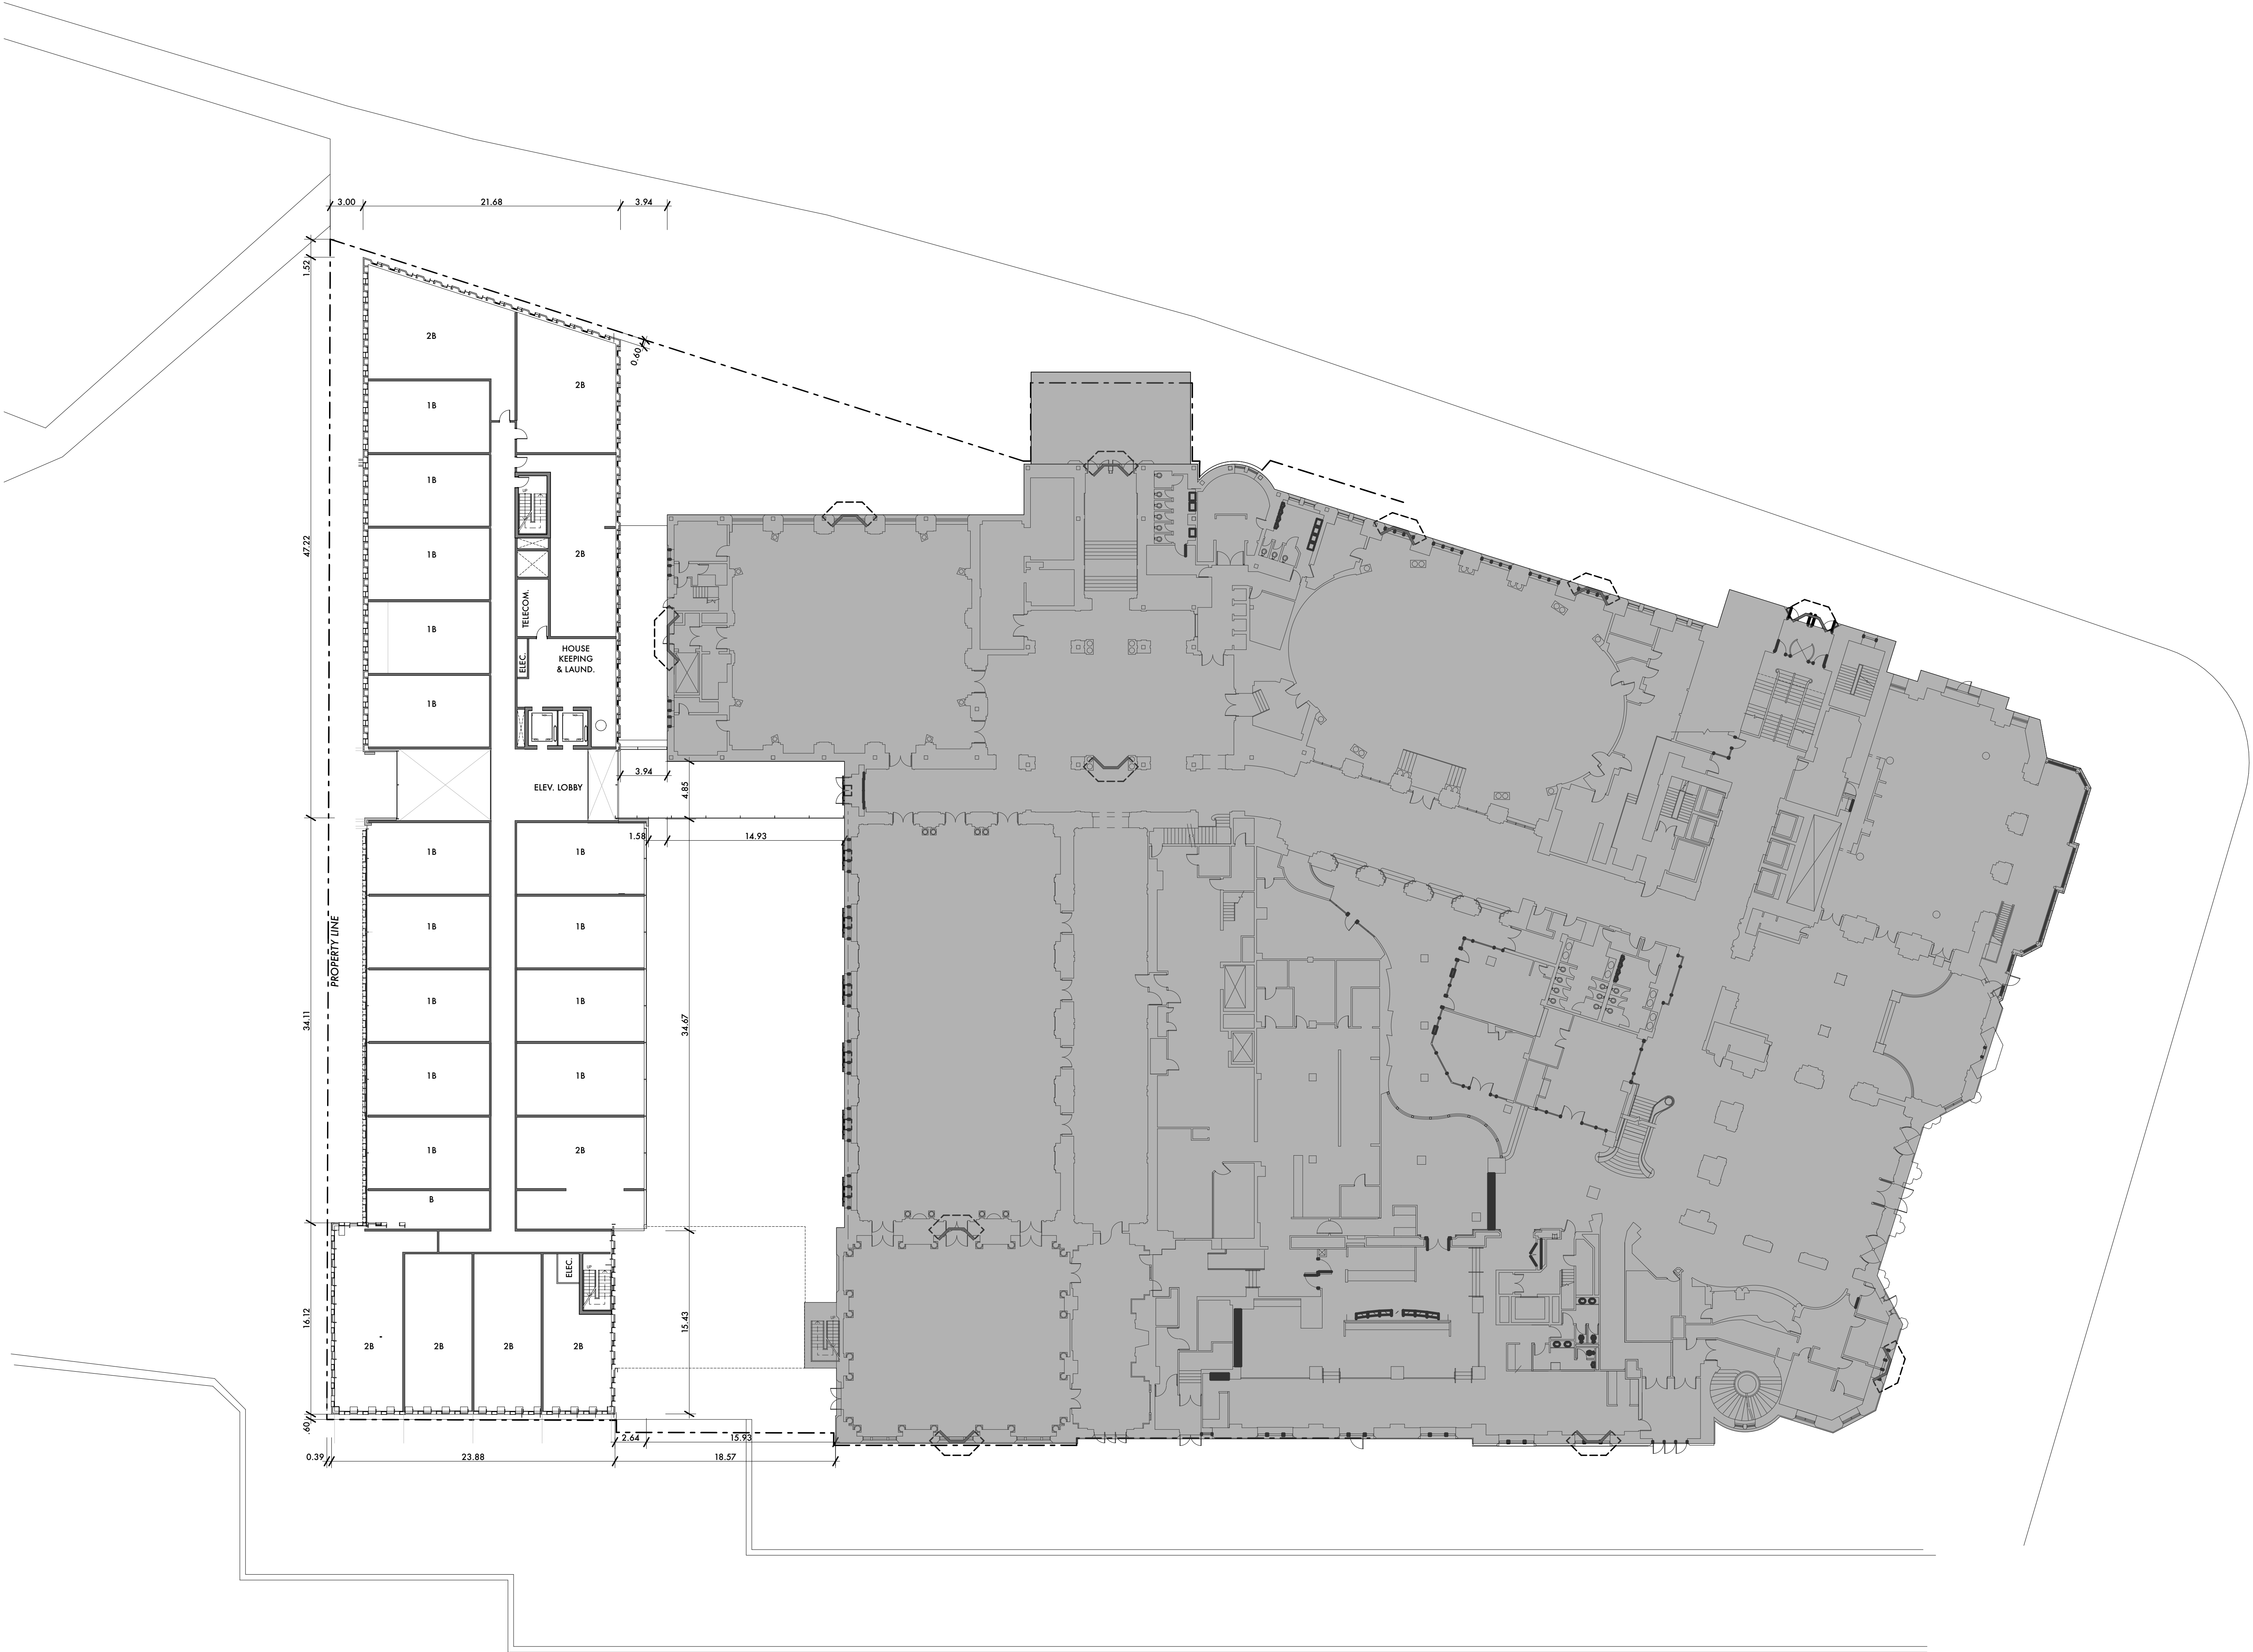 3.00
21.68
3.94
1.52
0.60
2B
2B
1B
1B
UP
47.22
1B
2B
TELECOM.
1B
HOUSE
KEEPING
& LAUND.
ELEC.
1B
3.94
ELEV. LOBBY
4.85
1.58
14.93
1B
1B
PROPERTY LINE
1B
1B
1B
1B
34.11
34.67
1B
1B
1B
2B
B
ELEC.
UP
16.12
15.43
UP
2B
2B
2B
2B
.60
2.64
15.93
0.39
23.88
18.57